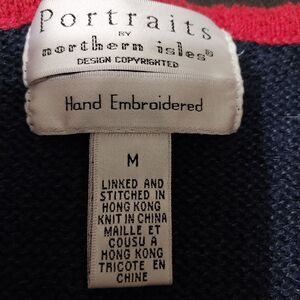 Portraits
BY
northern isles®
DESIGN COPYRIGHTED
Hand Embroidered
M
LINKED AND
STITCHED IN
HONG KONG
KNIT IN CHINA
MAILLE ET
COUSU A
HONG KONG
TRICOTE EN
CHINE